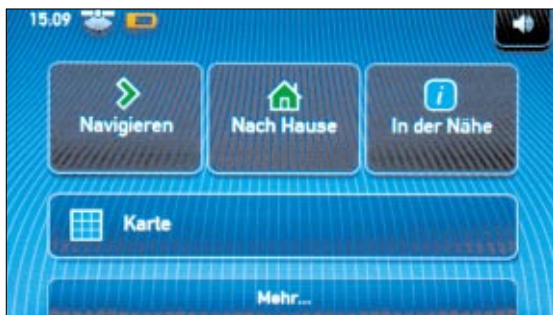 15.09
Navigieren
Nach Hause
In der Nähe
i
Karte
Mehr...